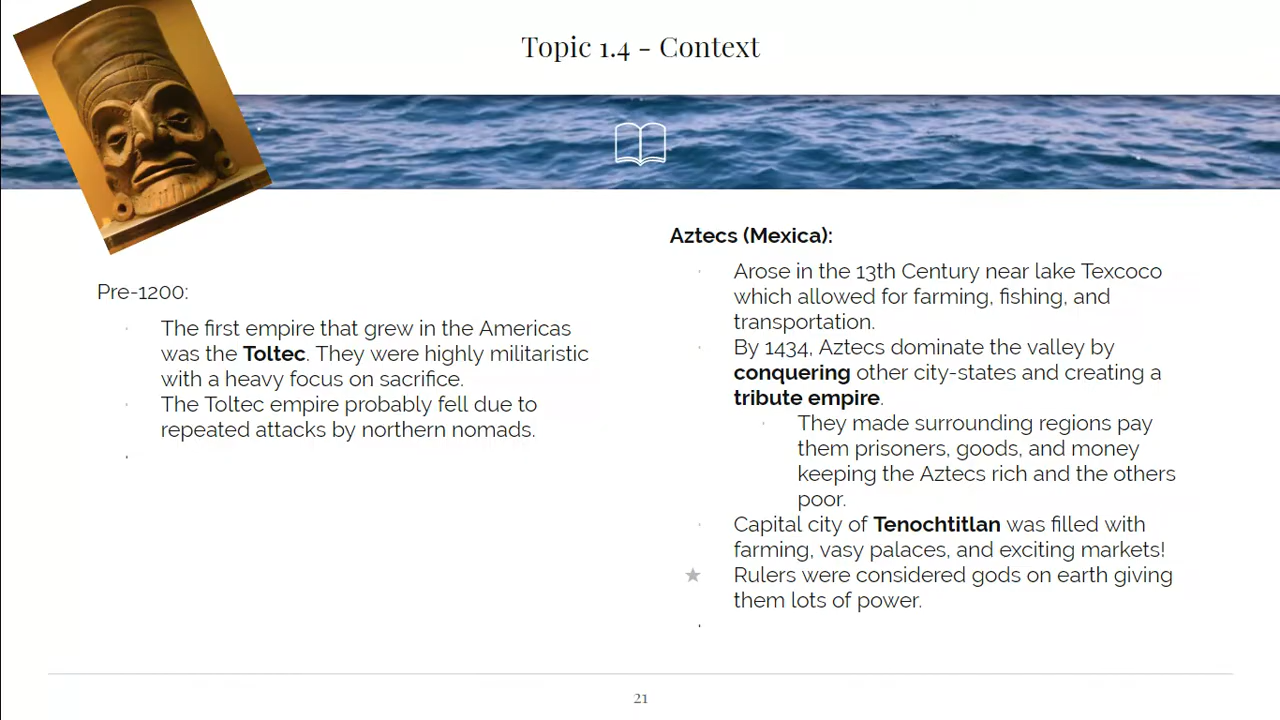 Topic 1.4 - Context
Pre-1200:
The first empire that grew in the Americas
was the Toltec. They were highly militaristic
with a heavy focus on sacrifice.
The Toltec empire probably fell due to
repeated attacks by northern nomads.
Aztecs (Mexica):
Arose in the 13th Century near lake Texcoco
which allowed for farming, fishing, and
transportation.
By 1434, Aztecs dominate the valley by
conquering other city-states and creating a
tribute empire.
They made surrounding regions pay
them prisoners, goods, and money
keeping the Aztecs rich and the others
poor.
Capital city of Tenochtitlan was filled with
farming, vasy palaces, and exciting markets!
Rulers were considered gods on earth giving
them lots of power.
21